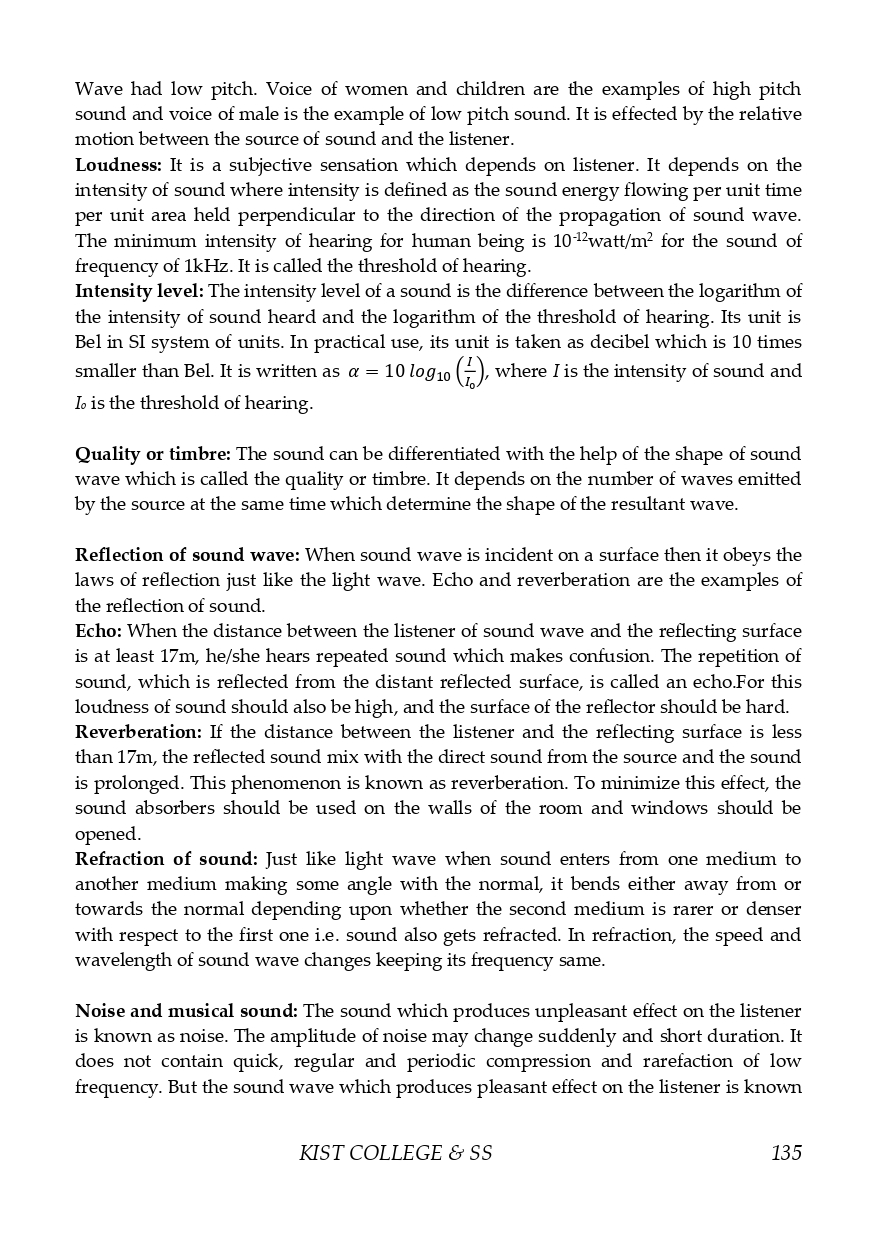 Wave had low pitch. Voice of women and children are the examples of high pitch
sound and voice of male is the example of low pitch sound. It is effected by the relative
motion between the source of sound and the listener.
Loudness: It is a subjective sensation which depends on listener. It depends on the
intensity of sound where intensity is defined as the sound energy flowing per unit time
per unit area held perpendicular to the direction of the propagation of sound wave.
The minimum intensity of hearing for human being is 10⁻¹²watt/m² for the sound of
frequency of 1kHz. It is called the threshold of hearing.
Intensity level: The intensity level of a sound is the difference between the logarithm of
the intensity of sound heard and the logarithm of the threshold of hearing. Its unit is
Bel in SI system of units. In practical use, its unit is taken as decibel which is 10 times
smaller than Bel. It is written as α = 10 log₁₀ (I/I₀), where I is the intensity of sound and
Iₒ is the threshold of hearing.
Quality or timbre: The sound can be differentiated with the help of the shape of sound
wave which is called the quality or timbre. It depends on the number of waves emitted
by the source at the same time which determine the shape of the resultant wave.
Reflection of sound wave: When sound wave is incident on a surface then it obeys the
laws of reflection just like the light wave. Echo and reverberation are the examples of
the reflection of sound.
Echo: When the distance between the listener of sound wave and the reflecting surface
is at least 17m, he/she hears repeated sound which makes confusion. The repetition of
sound, which is reflected from the distant reflected surface, is called an echo.For this
loudness of sound should also be high, and the surface of the reflector should be hard.
Reverberation: If the distance between the listener and the reflecting surface is less
than 17m, the reflected sound mix with the direct sound from the source and the sound
is prolonged. This phenomenon is known as reverberation. To minimize this effect, the
sound absorbers should be used on the walls of the room and windows should be
opened.
Refraction of sound: Just like light wave when sound enters from one medium to
another medium making some angle with the normal, it bends either away from or
towards the normal depending upon whether the second medium is rarer or denser
with respect to the first one i.e. sound also gets refracted. In refraction, the speed and
wavelength of sound wave changes keeping its frequency same.
Noise and musical sound: The sound which produces unpleasant effect on the listener
is known as noise. The amplitude of noise may change suddenly and short duration. It
does not contain quick, regular and periodic compression and rarefaction of low
frequency. But the sound wave which produces pleasant effect on the listener is known
KIST COLLEGE & SS 135